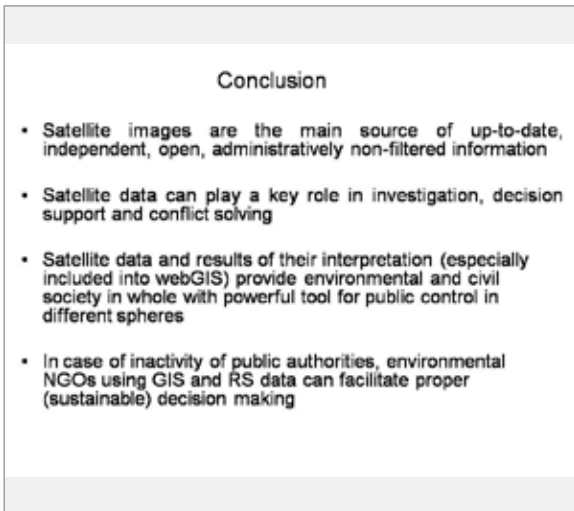 Conclusion
• Satellite images are the main source of up-to-date,
independent, open, administratively non-filtered information
• Satellite data can play a key role in investigation, decision
support and conflict solving
• Satellite data and results of their interpretation (especially
included into webGIS) provide environmental and civil
society in whole with powerful tool for public control in
different spheres
• In case of inactivity of public authorities, environmental
NGOs using GIS and RS data can facilitate proper
(sustainable) decision making